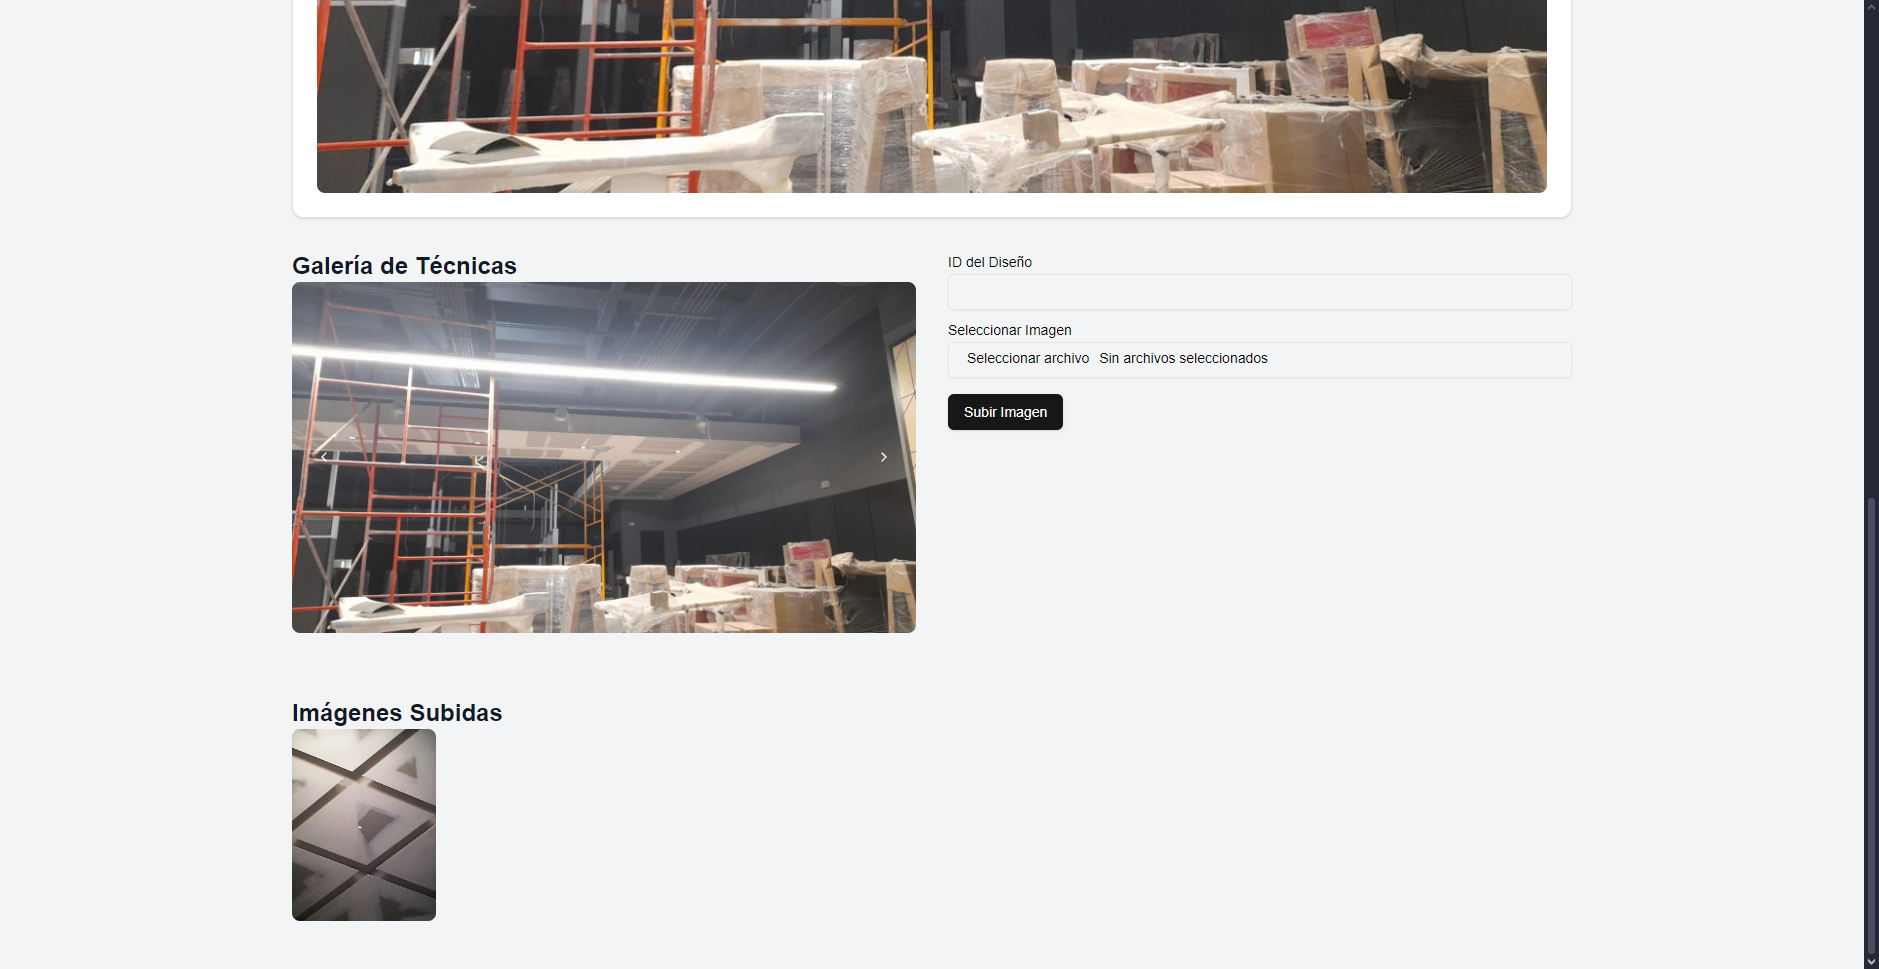 Galería de Técnicas
ID del Diseño
Seleccionar Imagen
Seleccionar archivo Sin archivos seleccionados
Subir Imagen
Imágenes Subidas